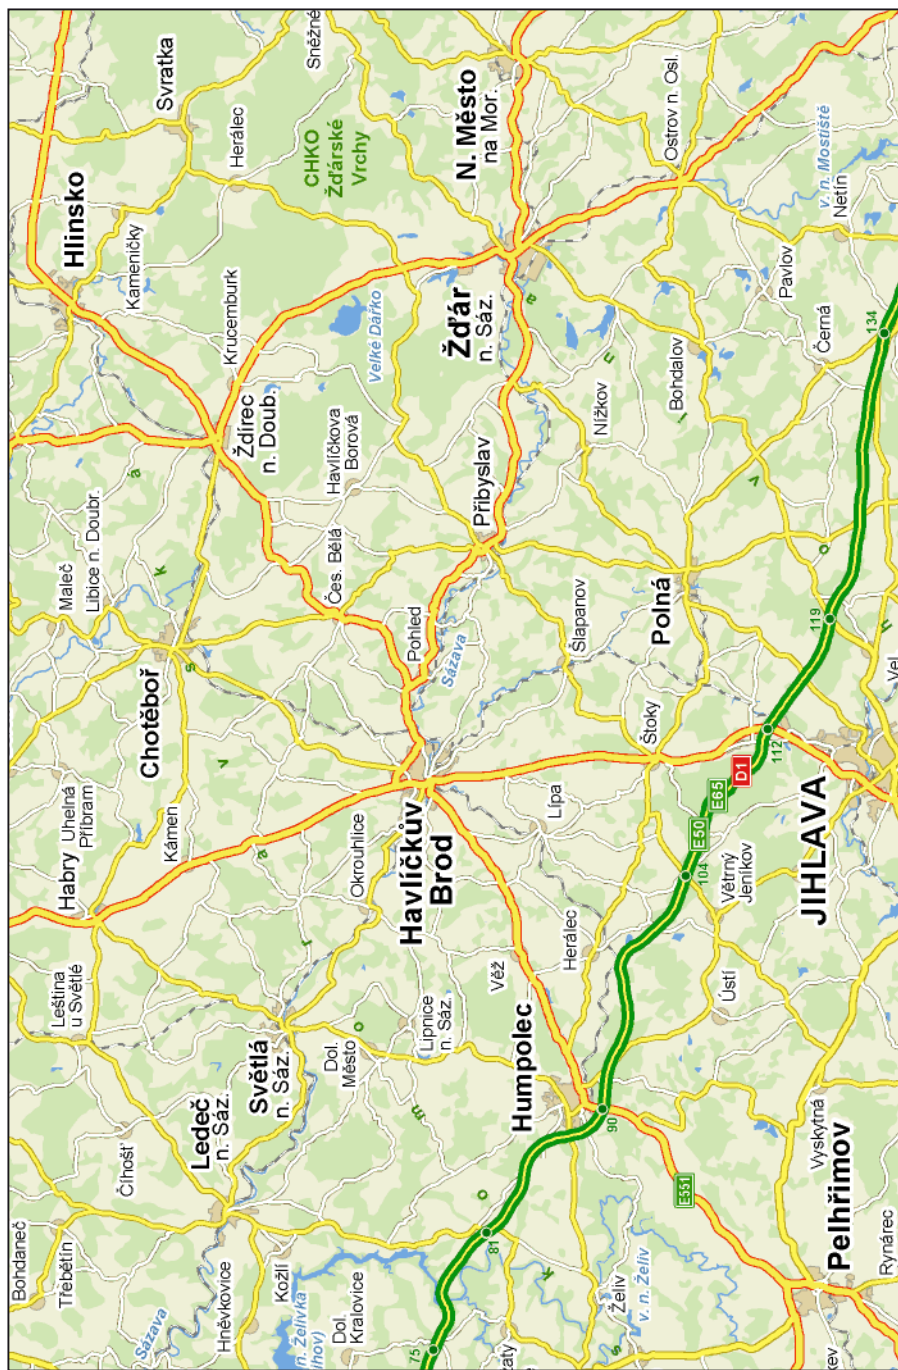 Bohdaneč
Třebětín
Číhošť
Leština
u Světlé
Habry
Uhelná
Příbram
Maleč
Libice n. Doubr.
Hlinsko
Kameničky
Svratka
Sázava
Hněvkovice
Ledeč
n. Sáz.
Světlá
n. Sáz.
Kámen
Chotěboř
Ždírec
n. Doub.
Krucemburk
Herálec
Sněžné
CHKO
Žďárské
Vrchy
Kožlí
n. Želivka
lhov)
Dol.
Kralovice
Dol.
Město
Okrouhlice
Čes. Bělá
Havlíčkova
Borová
Velké Dářko
75
81
Lipnice
n. Sáz.
Havlíčkův
Brod
Pohled
Sázava
Přibyslav
Žďár
n. Sáz.
N. Město
na Mor.
Humpolec
Věž
Herálec
Lípa
Šlapanov
Nížkov
Želiv
v. n. Želiv
90
Štoky
Polná
Bohdalov
Ostrov n. Osl.
E551
104
E50
E65
D1
Ústí
Větrný
Jeníkov
112
119
Pavlov
Vyskytná
JIHLAVA
Černá
v. n. Mostiště
Netín
Pelhřimov
Rynárec
134
s k o m o r a v s k á
h o v i n a